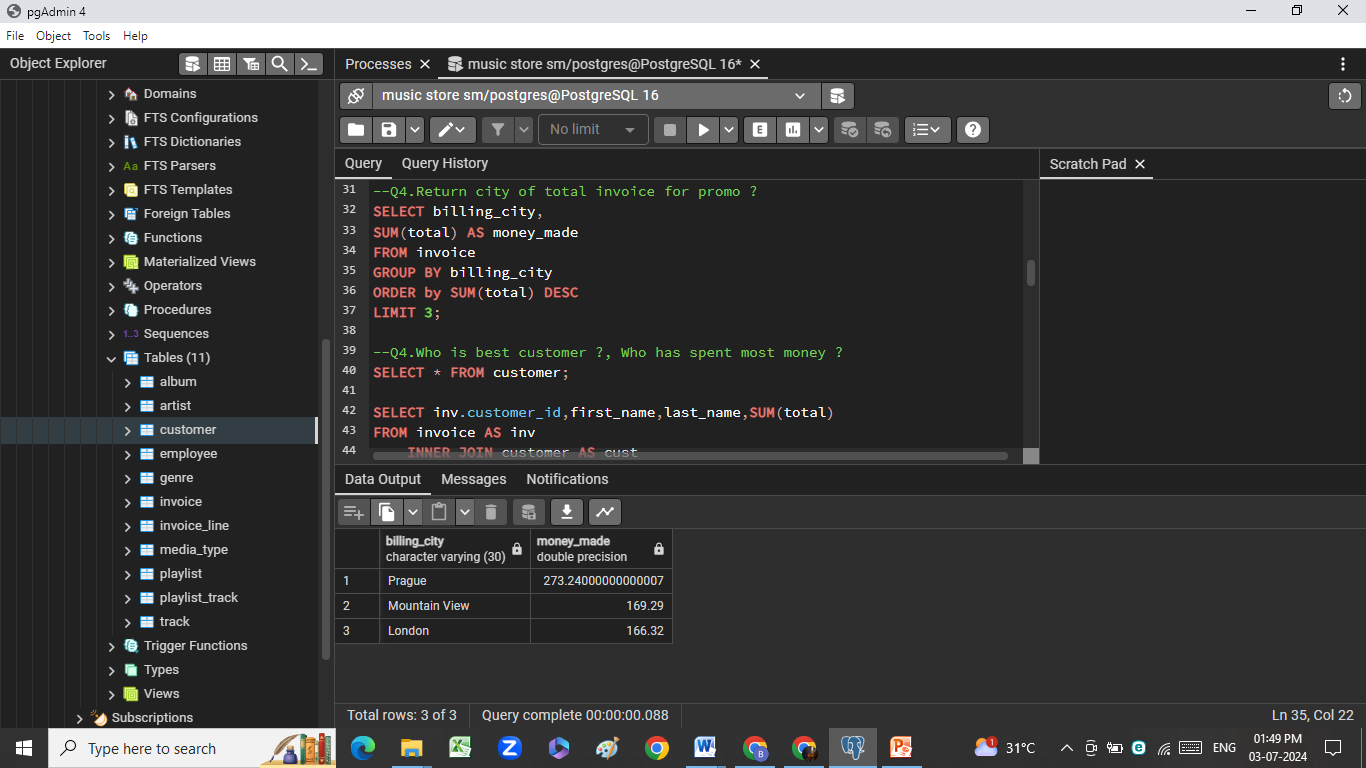 pgAdmin 4
File Object Tools Help
Object Explorer
Processes
music store sm/postgres@PostgreSQL 16*
music store sm/postgres@PostgreSQL 16
No limit
E
Query Query History
Scratch Pad
Domains
FTS Configurations
FTS Dictionaries
Aa FTS Parsers
FTS Templates
Foreign Tables
Functions
Materialized Views
Operators
Procedures
1..3 Sequences
Tables (11)
album
artist
customer
employee
genre
invoice
invoice_line
media_type
playlist
playlist_track
track
Trigger Functions
Types
Views
Subscriptions
31 --Q4.Return city of total invoice for promo ?
32 SELECT billing_city,
33 SUM(total) AS money_made
34 FROM invoice
35 GROUP BY billing_city
36 ORDER by SUM(total) DESC
37 LIMIT 3;
38
39 --Q4.Who is best customer ?, Who has spent most money ?
40 SELECT * FROM customer;
41
42 SELECT inv.customer_id,first_name,last_name,SUM(total)
43 FROM invoice AS inv
44 INNER JOIN customer AS cust
Data Output Messages Notifications
billing_city money_made
character varying (30) double precision
1 Prague 273.24000000000007
2 Mountain View 169.29
3 London 166.32
Total rows: 3 of 3 Query complete 00:00:00.088 Ln 35, Col 22
Type here to search
31°C
ENG
01:49 PM
03-07-2024